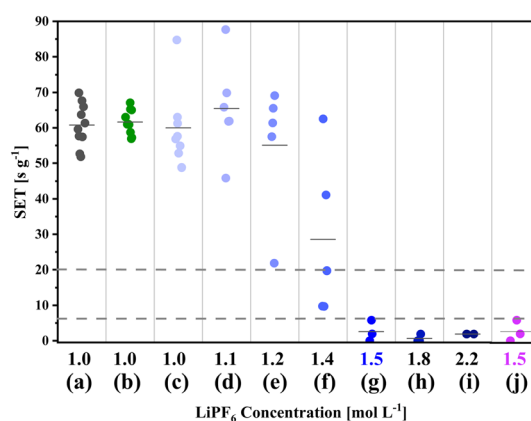 90
80
70
60
50
40
30
20
10
0
SET [s g⁻¹]
1.0 1.0 1.0 1.1 1.2 1.4 1.5 1.8 2.2 1.5
(a) (b) (c) (d) (e) (f) (g) (h) (i) (j)
LiPF₆ Concentration [mol L⁻¹]